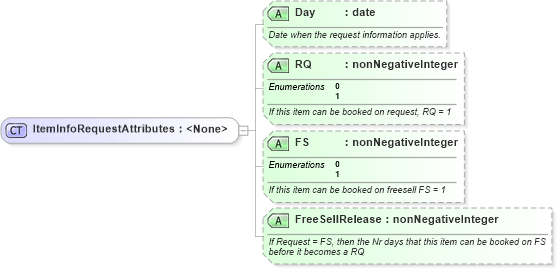 A Day : date
Date when the request information applies.
A RQ : nonNegativeInteger
Enumerations 0
1
If this item can be booked on request, RQ = 1
CT ItemInfoRequestAttributes : <None>
A FS : nonNegativeInteger
Enumerations 0
1
If this item can be booked on freesell FS = 1
A FreeSellRelease : nonNegativeInteger
If Request = FS, then the Nr days that this item can be booked on FS
before it becomes a RQ